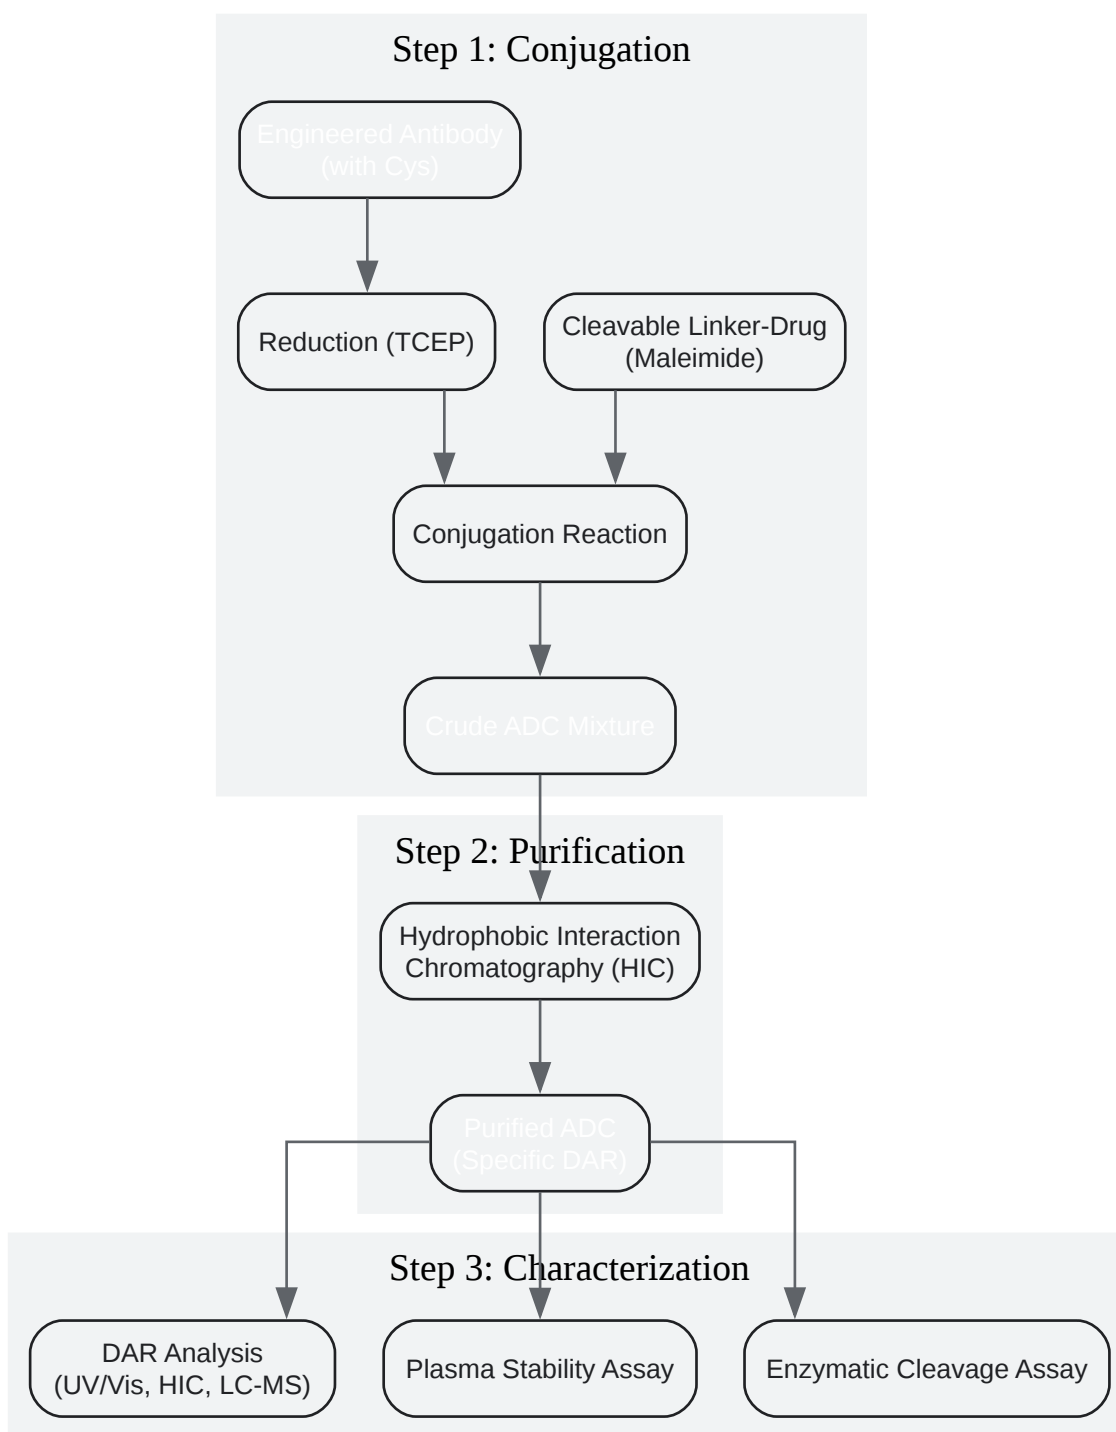 Step 1: Conjugation
Engineered Antibody
(with Cys)
Reduction (TCEP)
Cleavable Linker-Drug
(Maleimide)
Conjugation Reaction
Crude ADC Mixture
Step 2: Purification
Hydrophobic Interaction
Chromatography (HIC)
Purified ADC
(Specific DAR)
Step 3: Characterization
DAR Analysis
(UV/Vis, HIC, LC-MS)
Plasma Stability Assay
Enzymatic Cleavage Assay